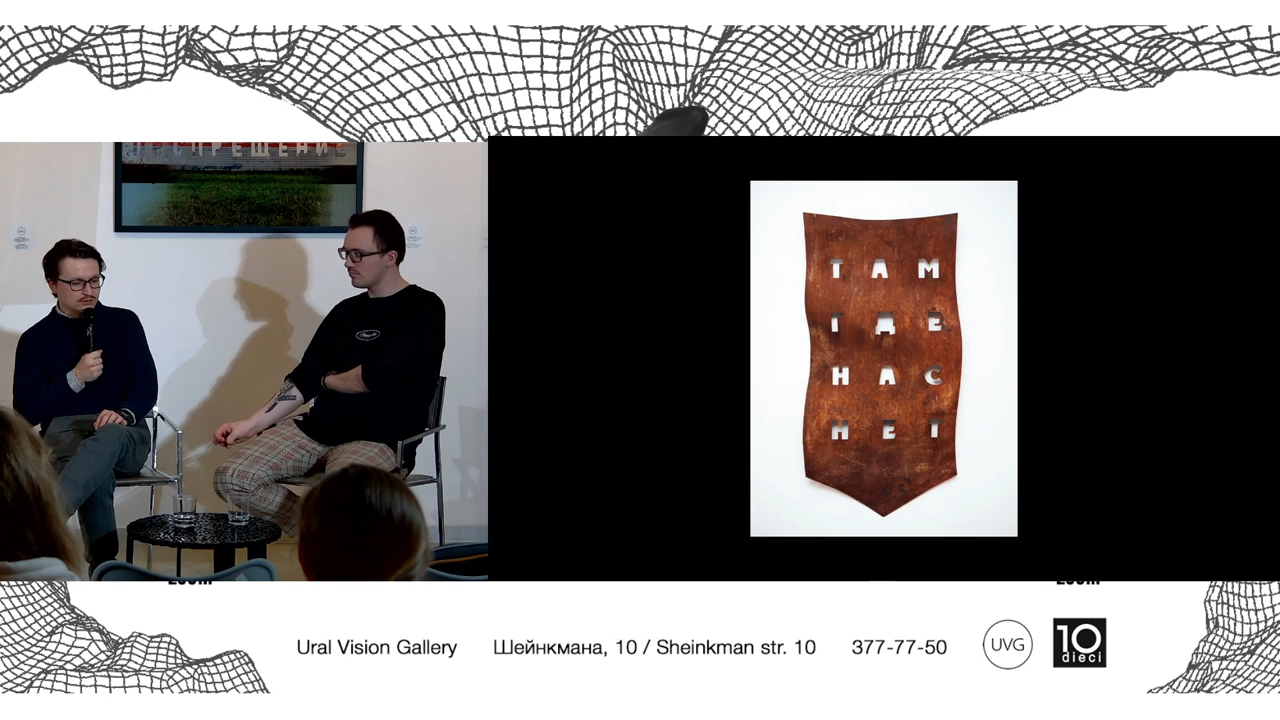 ТАМ
ГДЕ
НАС
НЕТ
Ural Vision Gallery Шейнкмана, 10 / Sheinkman str. 10 377-77-50 UVG 10
dieci